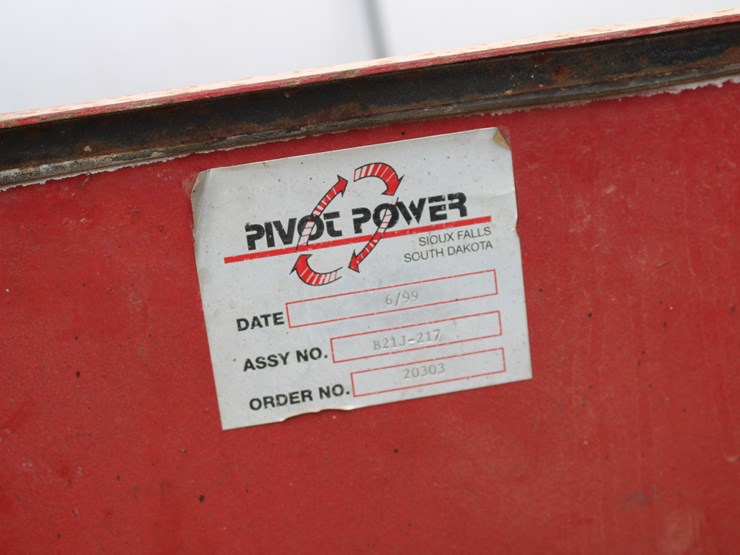 PIVOT POWER
SIOUX FALLS
SOUTH DAKOTA
DATE 6/99
ASSY NO. B21J-217
ORDER NO. 20303